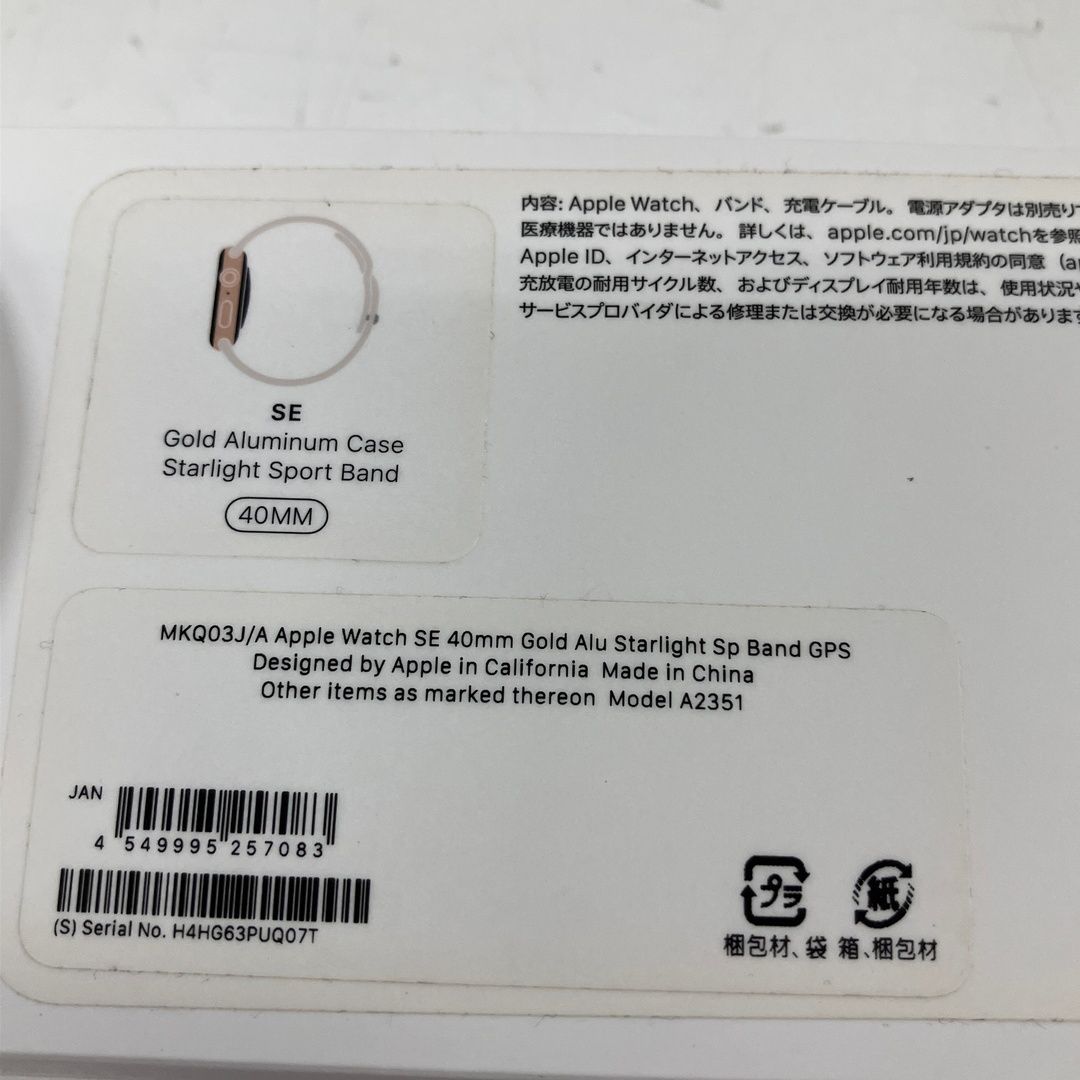 SE
Gold Aluminum Case
Starlight Sport Band
40MM
内容: Apple Watch、バンド、充電ケーブル。電源アダプタは別売り
医療機器ではありません。詳しくは、apple.com/jp/watchを参照
Apple ID、インターネットアクセス、ソフトウェア利用規約の同意
充放電の耐用サイクル数、およびディスプレイ耐用年数は、使用状況
サービスプロバイダによる修理または交換が必要になる場合があります
MKQ03J/A Apple Watch SE 40mm Gold Alu Starlight Sp Band GPS
Designed by Apple in California Made in China
Other items as marked thereon Model A2351
JAN
4 549995 257083
(S) Serial No. H4HG63PUQ07T
プラ 紙
梱包材、袋 箱、梱包材